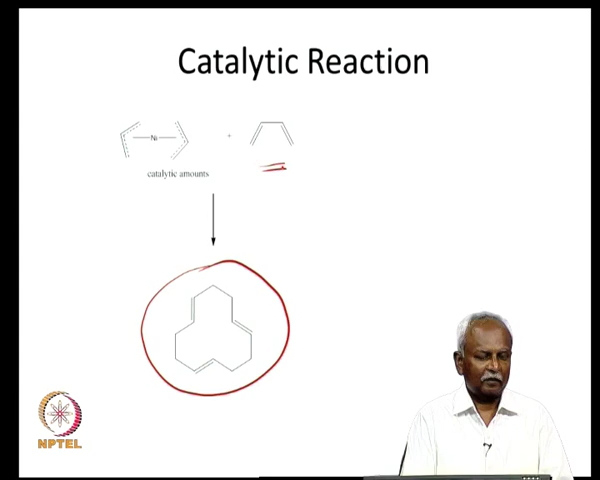 Catalytic Reaction
Ni
+
catalytic amounts
NPTEL